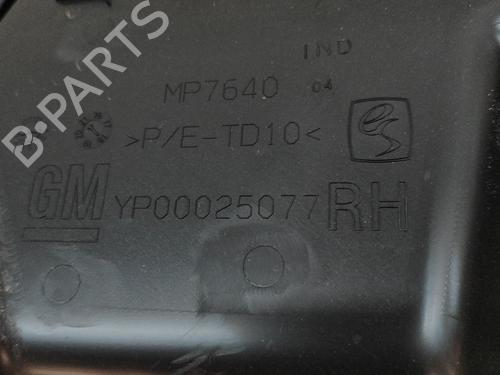 B-PARTS
IND
MP7640 04
>P/E-TD10<
GM YP00025077 RH